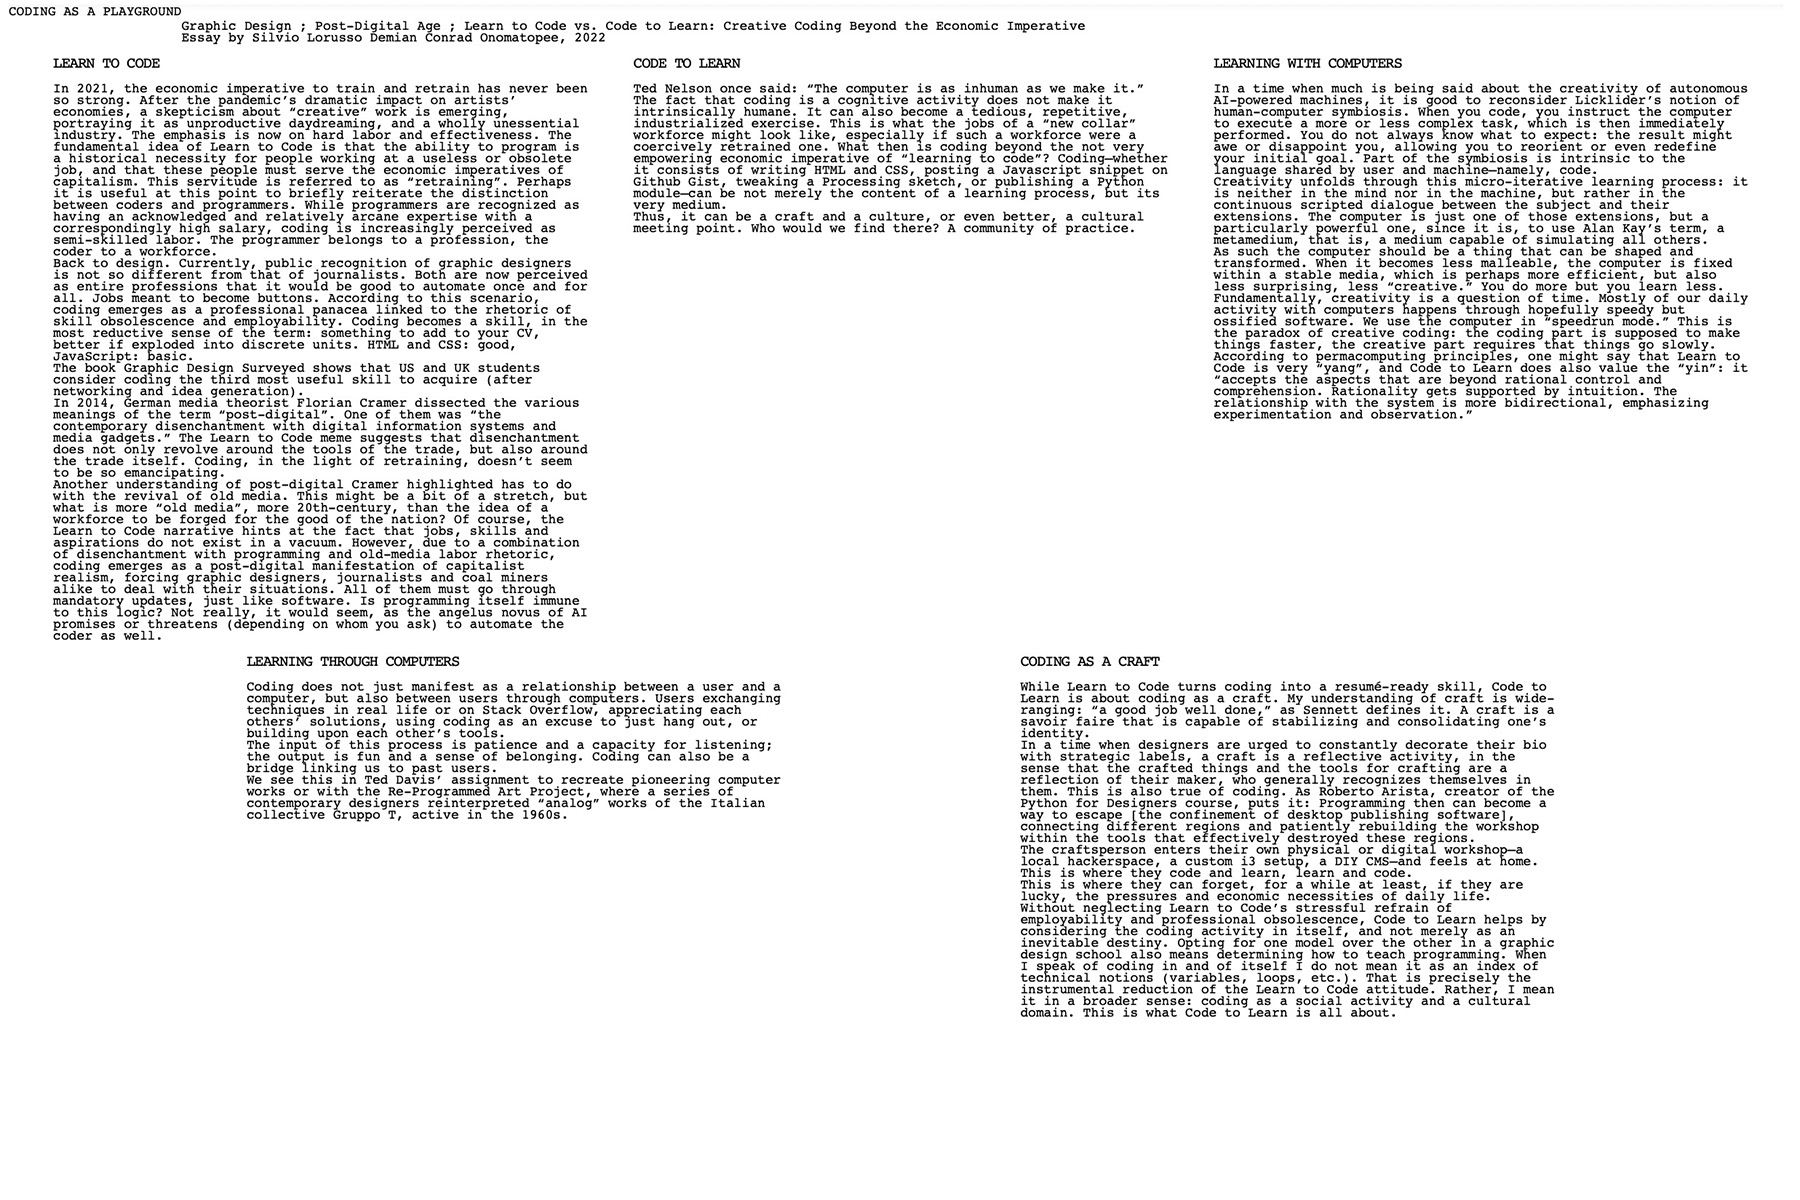 CODING AS A PLAYGROUND
Graphic Design ; Post-Digital Age ; Learn to Code vs. Code to Learn: Creative Coding Beyond the Economic Imperative
Essay by Silvio Lorusso Demian Conrad Onomatopee, 2022
LEARN TO CODE
In 2021, the economic imperative to train and retrain has never been
so strong. After the pandemic’s dramatic impact on artists’
economies, a skepticism about “creative” work is emerging,
portraying it as unproductive daydreaming, and a wholly unessential
industry. The emphasis is now on hard labor and effectiveness. The
fundamental idea of Learn to Code is that the ability to program is
a historical necessity for people working at a useless or obsolete
job, and that these people must serve the economic imperatives of
capitalism. This servitude is referred to as “retraining”. Perhaps
it is useful at this point to briefly reiterate the distinction
between coders and programmers. While programmers are recognized as
having an acknowledged and relatively arcane expertise with a
correspondingly high salary, coding is increasingly perceived as
semi-skilled labor. The programmer belongs to a profession, the
coder to a workforce.
Back to design. Currently, public recognition of graphic designers
is not so different from that of journalists. Both are now perceived
as entire professions that it would be good to automate once and for
all. Jobs meant to become buttons. According to this scenario,
coding emerges as a professional panacea linked to the rhetoric of
skill obsolescence and employability. Coding becomes a skill, in the
most reductive sense of the term: something to add to your CV,
better if exploded into discrete units. HTML and CSS: good,
JavaScript: basic.
The book Graphic Design Surveyed shows that US and UK students
consider coding the third most useful skill to acquire (after
networking and idea generation).
In 2014, German media theorist Florian Cramer dissected the various
meanings of the term “post-digital”. One of them was “the
contemporary disenchantment with digital information systems and
media gadgets.” The Learn to Code meme suggests that disenchantment
does not only revolve around the tools of the trade, but also around
the trade itself. Coding, in the light of retraining, doesn’t seem
to be so emancipating.
Another understanding of post-digital Cramer highlighted has to do
with the revival of old media. This might be a bit of a stretch, but
what is more “old media”, more 20th-century, than the idea of a
workforce to be forged for the good of the nation? Of course, the
Learn to Code narrative hints at the fact that jobs, skills and
aspirations do not exist in a vacuum. However, due to a combination
of disenchantment with programming and old-media labor rhetoric,
coding emerges as a post-digital manifestation of capitalist
realism, forcing graphic designers, journalists and coal miners
alike to deal with their situations. All of them must go through
mandatory updates, just like software. Is programming itself immune
to this logic? Not really, it would seem, as the angelus novus of AI
promises or threatens (depending on whom you ask) to automate the
coder as well.
CODE TO LEARN
Ted Nelson once said: “The computer is as inhuman as we make it.”
The fact that coding is a cognitive activity does not make it
intrinsically humane. It can also become a tedious, repetitive,
industrialized exercise. This is what the jobs of a “new collar”
workforce might look like, especially if such a workforce were a
coercively retrained one. What then is coding beyond the not very
empowering economic imperative of “learning to code”? Coding—whether
it consists of writing HTML and CSS, posting a Javascript snippet on
Github Gist, tweaking a Processing sketch, or publishing a Python
module—can be not merely the content of a learning process, but its
very medium.
Thus, it can be a craft and a culture, or even better, a cultural
meeting point. Who would we find there? A community of practice.
LEARNING WITH COMPUTERS
In a time when much is being said about the creativity of autonomous
AI-powered machines, it is good to reconsider Licklider’s notion of
human-computer symbiosis. When you code, you instruct the computer
to execute a more or less complex task, which is then immediately
performed. You do not always know what to expect: the result might
awe or disappoint you, allowing you to reorient or even redefine
your initial goal. Part of the symbiosis is intrinsic to the
language shared by user and machine—namely, code.
Creativity unfolds through this micro-iterative learning process: it
is neither in the mind nor in the machine, but rather in the
continuous scripted dialogue between the subject and their
extensions. The computer is just one of those extensions, but a
particularly powerful one, since it is, to use Alan Kay’s term, a
metamedium, that is, a medium capable of simulating all others.
As such the computer should be a thing that can be shaped and
transformed. When it becomes less malleable, the computer is fixed
within a stable media, which is perhaps more efficient, but also
less surprising, less “creative.” You do more but you learn less.
Fundamentally, creativity is a question of time. Mostly of our daily
activity with computers happens through hopefully speedy but
ossified software. We use the computer in “speedrun mode.” This is
the paradox of creative coding: the coding part is supposed to make
things faster, the creative part requires that things go slowly.
According to permacomputing principles, one might say that Learn to
Code is very “yang”, and Code to Learn does also value the “yin”: it
“accepts the aspects that are beyond rational control and
comprehension. Rationality gets supported by intuition. The
relationship with the system is more bidirectional, emphasizing
experimentation and observation.”
LEARNING THROUGH COMPUTERS
Coding does not just manifest as a relationship between a user and a
computer, but also between users through computers. Users exchanging
techniques in real life or on Stack Overflow, appreciating each
others’ solutions, using coding as an excuse to just hang out, or
building upon each other’s tools.
The input of this process is patience and a capacity for listening;
the output is fun and a sense of belonging. Coding can also be a
bridge linking us to past users.
We see this in Ted Davis’ assignment to recreate pioneering computer
works or with the Re-Programmed Art Project, where a series of
contemporary designers reinterpreted “analog” works of the Italian
collective Gruppo T, active in the 1960s.
CODING AS A CRAFT
While Learn to Code turns coding into a resumé-ready skill, Code to
Learn is about coding as a craft. My understanding of craft is wide-
ranging: “a good job well done,” as Sennett defines it. A craft is a
savoir faire that is capable of stabilizing and consolidating one’s
identity.
In a time when designers are urged to constantly decorate their bio
with strategic labels, a craft is a reflective activity, in the
sense that the crafted things and the tools for crafting are a
reflection of their maker, who generally recognizes themselves in
them. This is also true of coding. As Roberto Arista, creator of the
Python for Designers course, puts it: Programming then can become a
way to escape [the confinement of desktop publishing software],
connecting different regions and patiently rebuilding the workshop
within the tools that effectively destroyed these regions.
The craftsperson enters their own physical or digital workshop—a
local hackerspace, a custom i3 setup, a DIY CMS—and feels at home.
This is where they code and learn, learn and code.
This is where they can forget, for a while at least, if they are
lucky, the pressures and economic necessities of daily life.
Without neglecting Learn to Code’s stressful refrain of
employability and professional obsolescence, Code to Learn helps by
considering the coding activity in itself, and not merely as an
inevitable destiny. Opting for one model over the other in a graphic
design school also means determining how to teach programming. When
I speak of coding in and of itself I do not mean it as an index of
technical notions (variables, loops, etc.). That is precisely the
instrumental reduction of the Learn to Code attitude. Rather, I mean
it in a broader sense: coding as a social activity and a cultural
domain. This is what Code to Learn is all about.